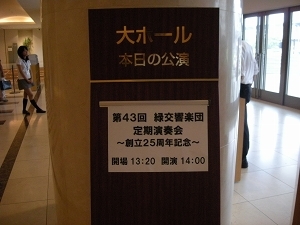 大ホール
本日の公演
第43回 緑交響楽団
定期演奏会
～創立25周年記念～
開場 13:20 開演 14:00